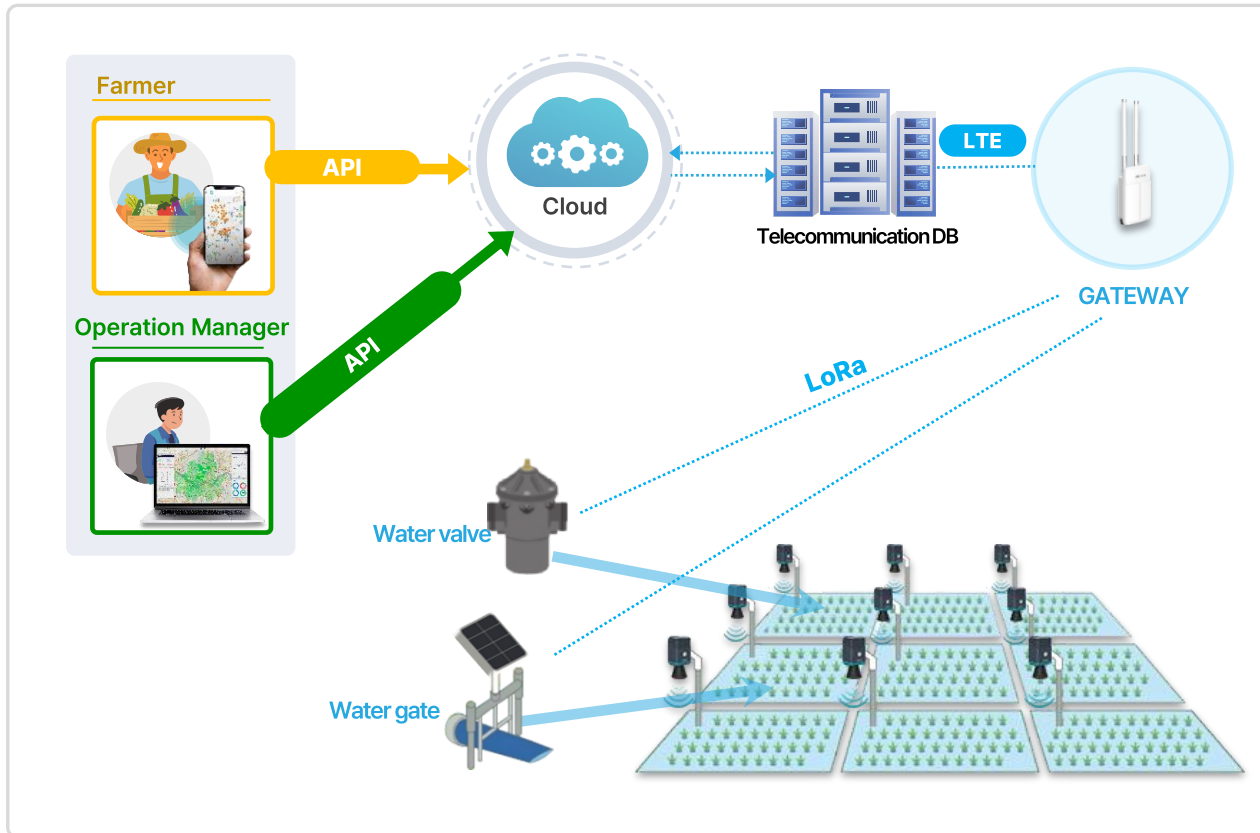 Farmer
API
Cloud
Telecommunication DB
LTE
GATEWAY
Operation Manager
API
LoRa
Water valve
Water gate